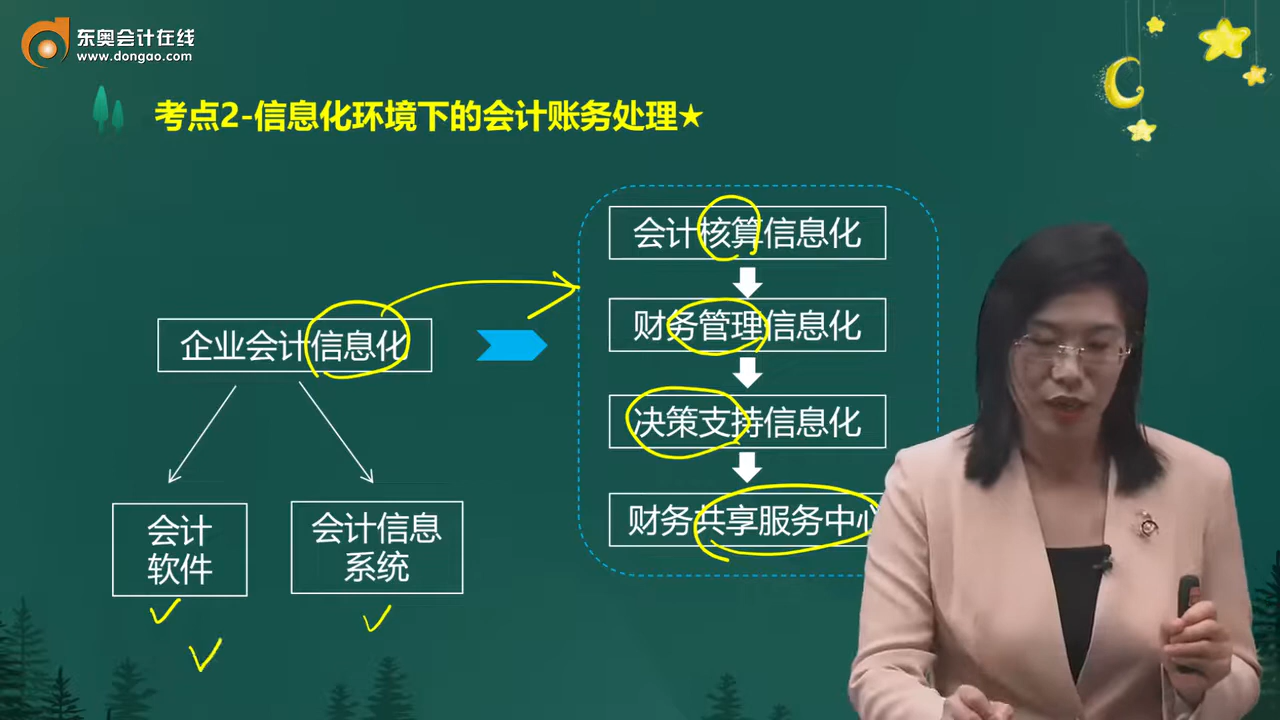 东奥会计在线
www.dongao.com
考点2-信息化环境下的会计账务处理★
企业会计信息化
会计
软件
会计信息
系统
会计核算信息化
财务管理信息化
决策支持信息化
财务共享服务中心